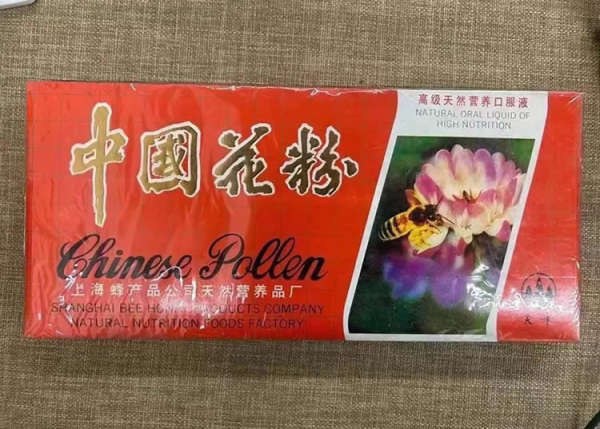 中國花粉
Chinese Pollen
上海蜂产品公司天然营养品厂
SHANGHAI BEE HONEY PRODUCTS COMPANY
NATURAL NUTRITION FOODS FACTORY
高级天然营养口服液
NATURAL ORAL LIQUID OF
HIGH NUTRITION